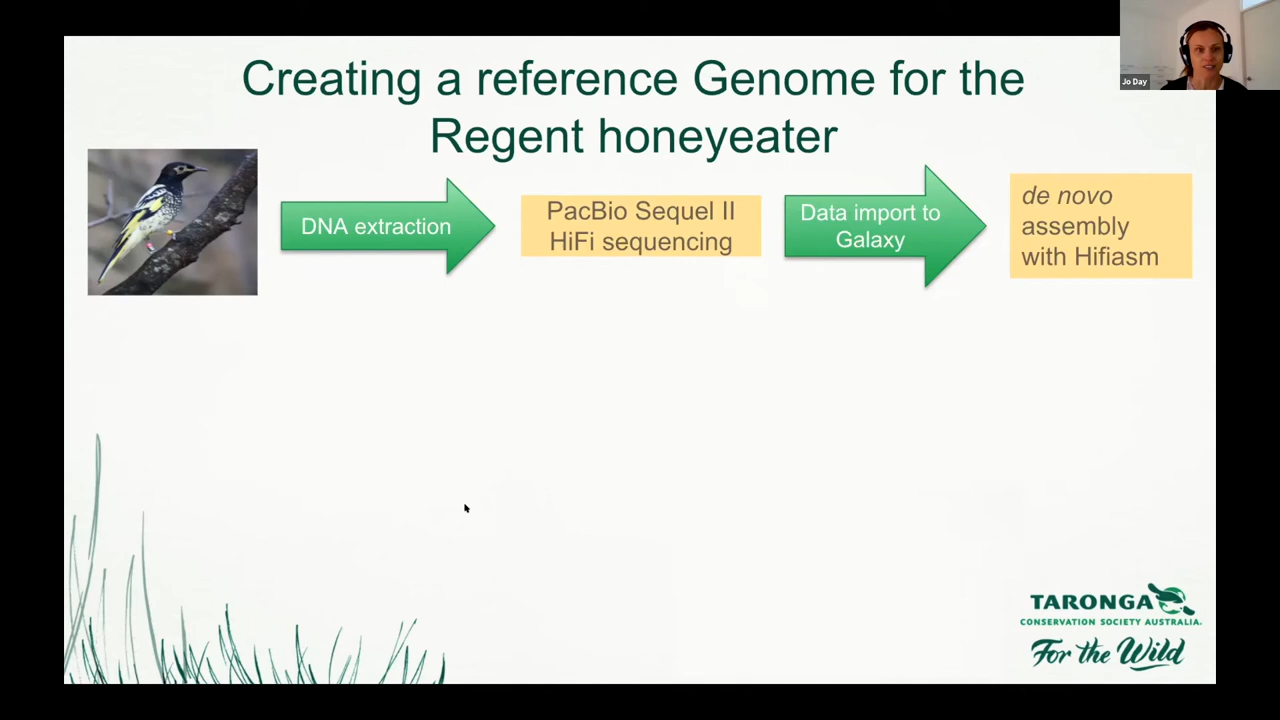 Creating a reference Genome for the
Regent honeyeater
Jo Day
DNA extraction
PacBio Sequel II
HiFi sequencing
Data import to
Galaxy
de novo
assembly
with Hifiasm
TARONGA
CONSERVATION SOCIETY AUSTRALIA.
For the Wild